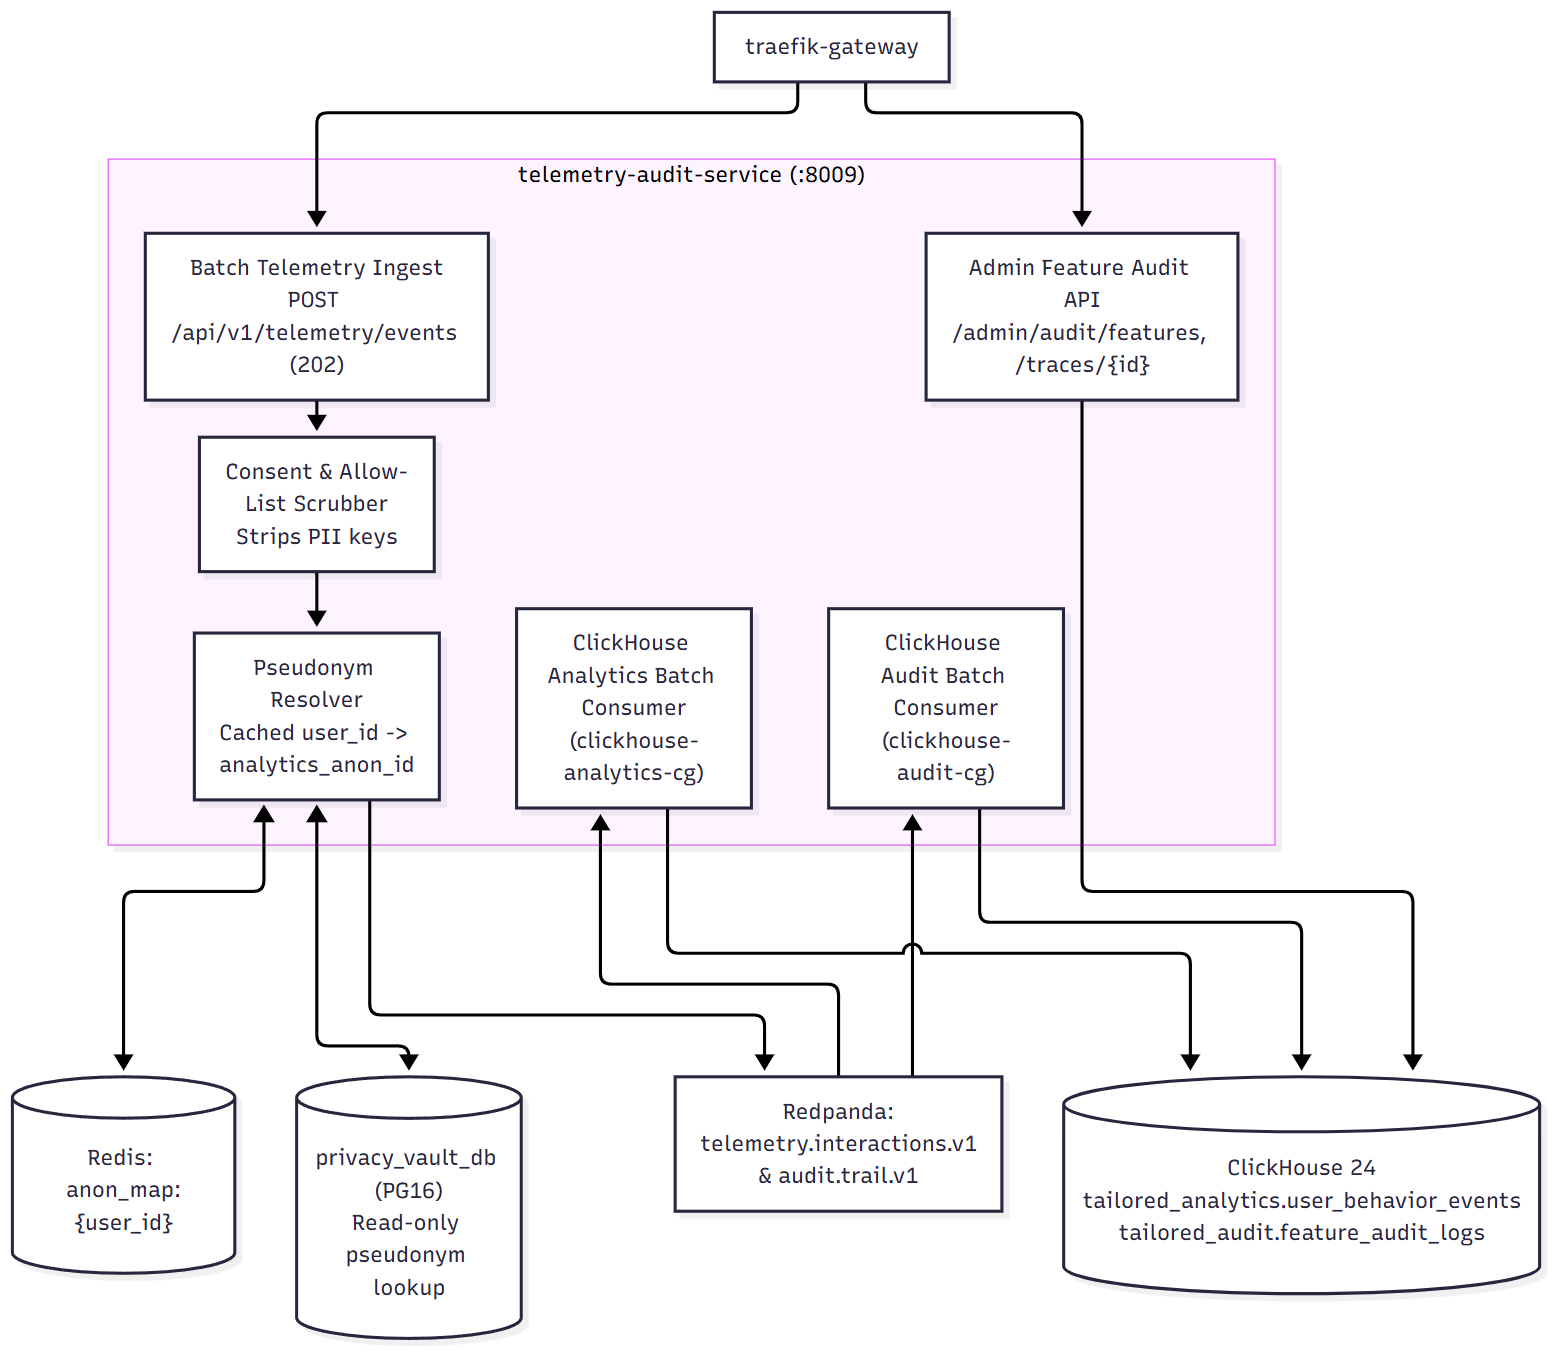 traefik-gateway
telemetry-audit-service (:8009)
Batch Telemetry Ingest
POST
/api/v1/telemetry/events
(202)
Admin Feature Audit
API
/admin/audit/features,
/traces/{id}
Consent & Allow-
List Scrubber
Strips PII keys
Pseudonym
Resolver
Cached user_id ->
analytics_anon_id
ClickHouse
Analytics Batch
Consumer
(clickhouse-
analytics-cg)
ClickHouse
Audit Batch
Consumer
(clickhouse-
audit-cg)
Redis:
anon_map:
{user_id}
privacy_vault_db
(PG16)
Read-only
pseudonym
lookup
Redpanda:
telemetry.interactions.v1
& audit.trail.v1
ClickHouse 24
tailored_analytics.user_behavior_events
tailored_audit.feature_audit_logs